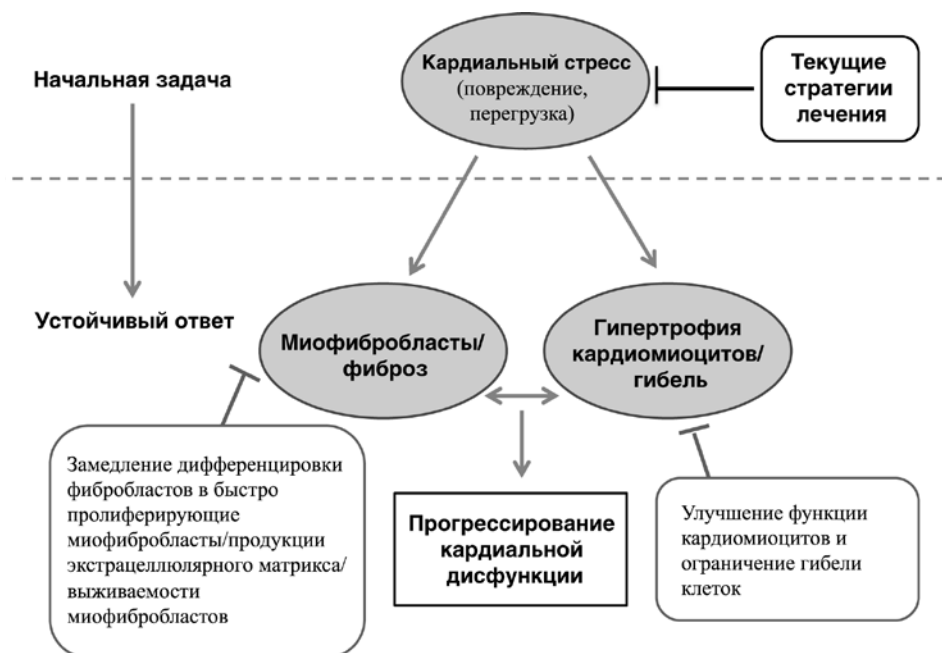 Начальная задача
Кардиальный стресс
(повреждение,
перегрузка)
Текущие
стратегии
лечения
Устойчивый ответ
Миофибробласты/
фиброз
Гипертрофия
кардиомиоцитов/
гибель
Замедление дифференцировки
фибробластов в быстро
пролиферирующие
миофибробласты/продукции
экстрацеллюлярного матрикса/
выживаемости
миофибробластов
Прогрессирование
кардиальной
дисфункции
Улучшение функции
кардиомиоцитов и
ограничение гибели
клеток